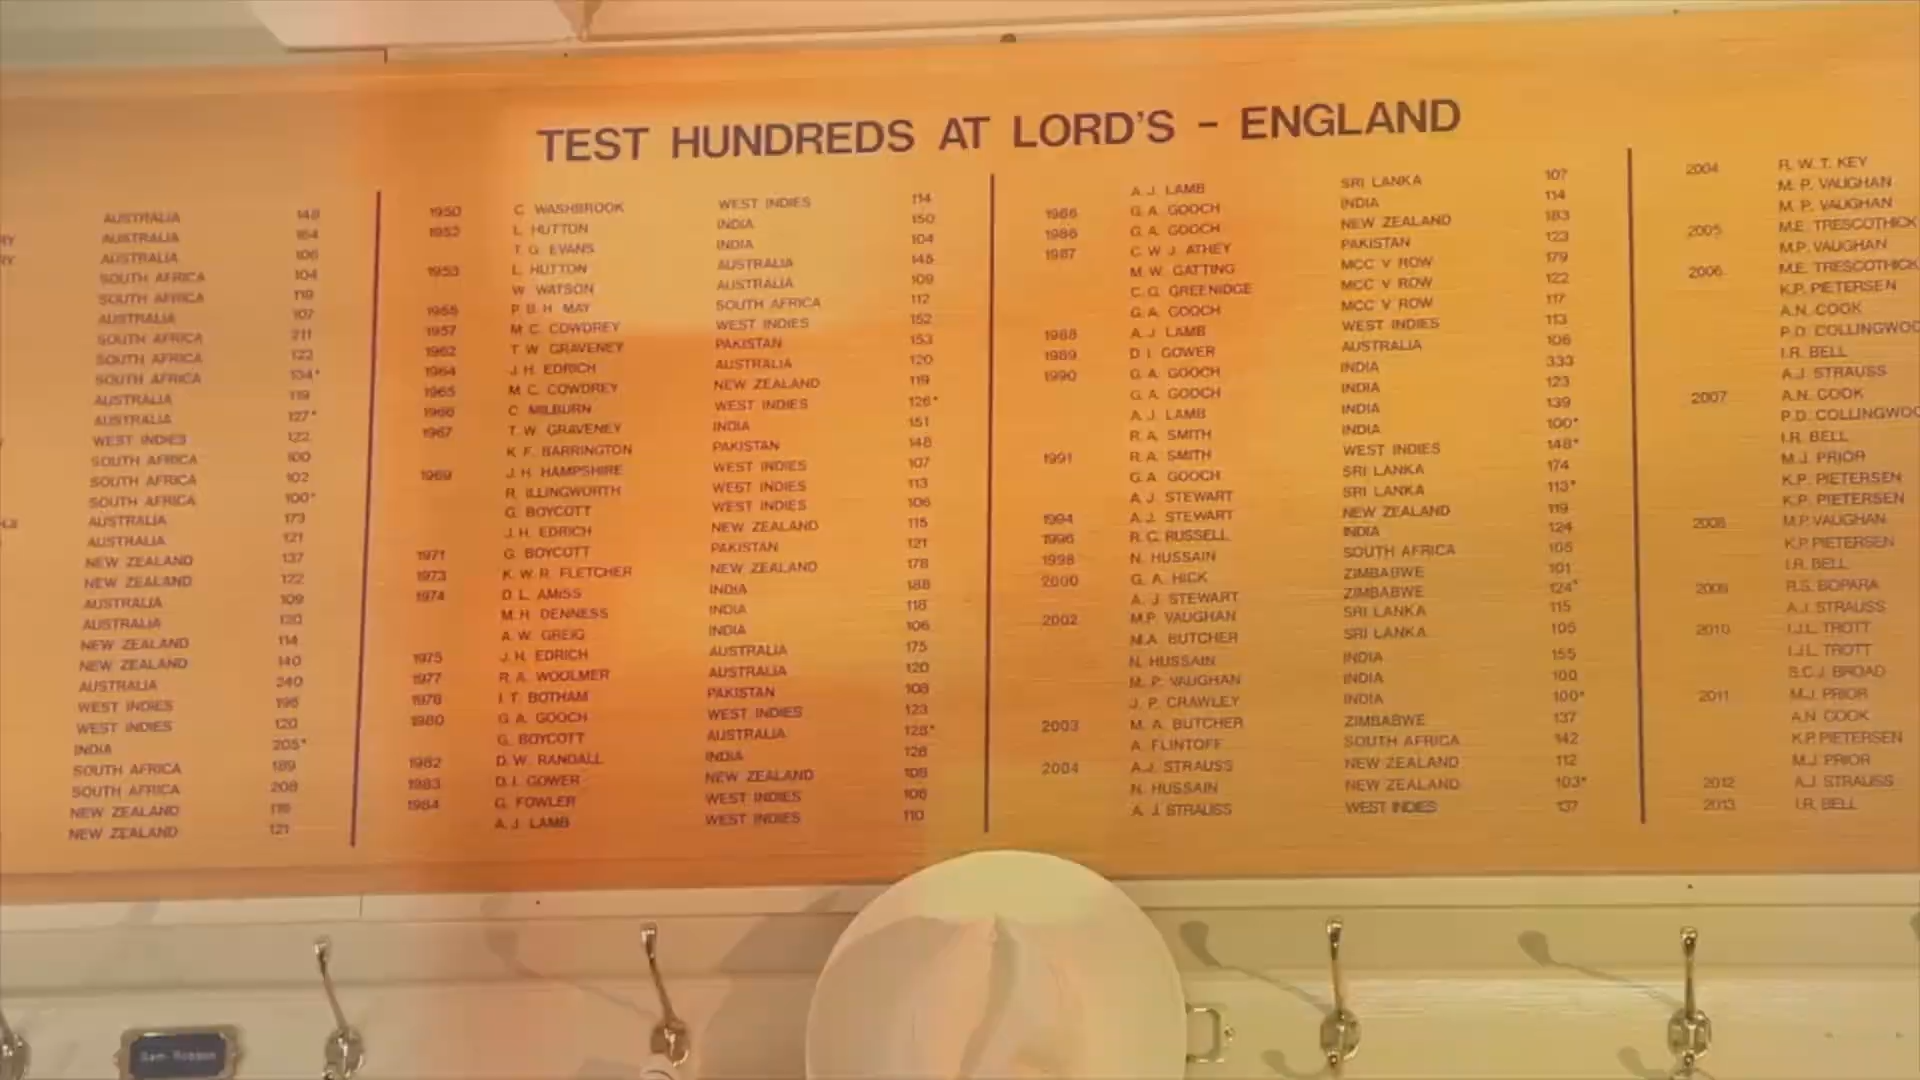 TEST HUNDREDS AT LORD'S - ENGLAND
AUSTRALIA 148
AUSTRALIA 164
AUSTRALIA 106
SOUTH AFRICA 104
SOUTH AFRICA 119
AUSTRALIA 107
SOUTH AFRICA 211
SOUTH AFRICA 122
SOUTH AFRICA 134*
AUSTRALIA 119
AUSTRALIA 127*
WEST INDIES 122
SOUTH AFRICA 100
SOUTH AFRICA 102
SOUTH AFRICA 100*
AUSTRALIA 173
AUSTRALIA 121
NEW ZEALAND 137
NEW ZEALAND 122
AUSTRALIA 109
AUSTRALIA 120
NEW ZEALAND 114
NEW ZEALAND 140
AUSTRALIA 240
WEST INDIES 196
WEST INDIES 120
INDIA 205*
SOUTH AFRICA 189
SOUTH AFRICA 208
NEW ZEALAND 116
NEW ZEALAND 121
1950 C. WASHBROOK WEST INDIES 114
1952 L. HUTTON INDIA 150
T. G. EVANS INDIA 104
1953 L. HUTTON AUSTRALIA 145
W. WATSON AUSTRALIA 109
1955 P. B. H. MAY SOUTH AFRICA 112
1957 M. C. COWDREY WEST INDIES 152
1962 T. W. GRAVENEY PAKISTAN 153
1964 J. H. EDRICH AUSTRALIA 120
1965 M. C. COWDREY NEW ZEALAND 119
1966 C. MILBURN WEST INDIES 126*
1967 T. W. GRAVENEY INDIA 151
K. F. BARRINGTON PAKISTAN 148
1969 J. H. HAMPSHIRE WEST INDIES 107
R. ILLINGWORTH WEST INDIES 113
G. BOYCOTT WEST INDIES 106
J. H. EDRICH NEW ZEALAND 115
1971 G. BOYCOTT PAKISTAN 121
1973 K. W. R. FLETCHER NEW ZEALAND 178
1974 D. L. AMISS INDIA 188
M. H. DENNESS INDIA 118
A. W. GREIG INDIA 106
1975 J. H. EDRICH AUSTRALIA 175
1977 R. A. WOOLMER AUSTRALIA 120
1978 I. T. BOTHAM PAKISTAN 108
1980 G. A. GOOCH WEST INDIES 123
G. BOYCOTT AUSTRALIA 128*
1982 D. W. RANDALL INDIA 126
1983 D. I. GOWER NEW ZEALAND 108
1984 G. FOWLER WEST INDIES 106
A. J. LAMB WEST INDIES 110
A. J. LAMB SRI LANKA 107
1986 G. A. GOOCH INDIA 114
1986 G. A. GOOCH NEW ZEALAND 183
1987 C. W. J. ATHEY PAKISTAN 123
M. W. GATTING MCC V ROW 179
C. G. GREENIDGE MCC V ROW 122
G. A. GOOCH MCC V ROW 117
1988 A. J. LAMB WEST INDIES 113
1989 D. I. GOWER AUSTRALIA 106
1990 G. A. GOOCH INDIA 333
G. A. GOOCH INDIA 123
A. J. LAMB INDIA 139
R. A. SMITH INDIA 100*
1991 R. A. SMITH WEST INDIES 148*
G. A. GOOCH SRI LANKA 174
A. J. STEWART SRI LANKA 113*
1994 A. J. STEWART NEW ZEALAND 119
1996 R. C. RUSSELL INDIA 124
1998 N. HUSSAIN SOUTH AFRICA 105
2000 G. A. HICK ZIMBABWE 101
A. J. STEWART ZIMBABWE 124*
2002 M.P. VAUGHAN SRI LANKA 115
M.A. BUTCHER SRI LANKA 105
N. HUSSAIN INDIA 155
M. P. VAUGHAN INDIA 100
J. P. CRAWLEY INDIA 100*
2003 M. A. BUTCHER ZIMBABWE 137
A. FLINTOFF SOUTH AFRICA 142
2004 A.J. STRAUSS NEW ZEALAND 112
N. HUSSAIN NEW ZEALAND 103*
A. J. STRAUSS WEST INDIES 137
2004 R. W. T. KEY
M. P. VAUGHAN
M. P. VAUGHAN
2005 M.E. TRESCOTHICK
M.P. VAUGHAN
2006 M.E. TRESCOTHICK
K.P. PIETERSEN
A.N. COOK
P.D. COLLINGWOO
I.R. BELL
A.J. STRAUSS
2007 A.N. COOK
P.D. COLLINGWOO
I.R. BELL
M.J. PRIOR
K.P. PIETERSEN
K.P. PIETERSEN
2008 M.P. VAUGHAN
K.P. PIETERSEN
I.R. BELL
2009 R.S. BOPARA
A.J. STRAUSS
2010 I.J.L. TROTT
I.J.L. TROTT
S.C.J. BROAD
2011 M.J. PRIOR
A.N. COOK
K.P. PIETERSEN
M.J. PRIOR
2012 A.J. STRAUSS
2013 I.R. BELL
Sam Robson